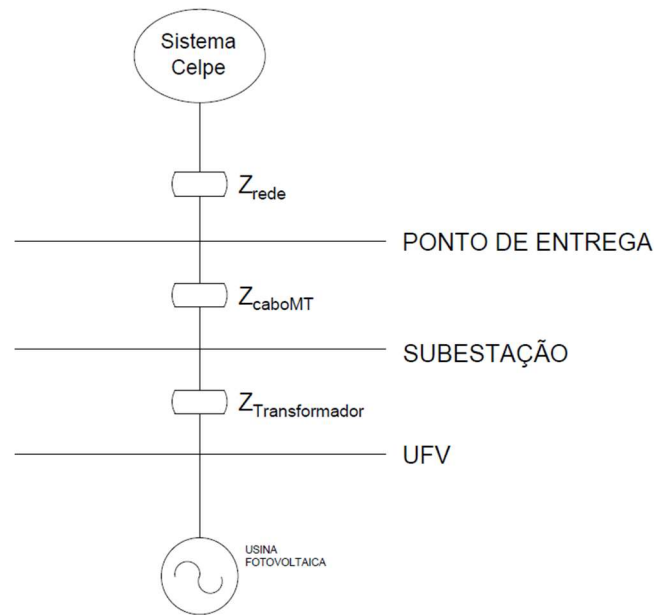 Sistema
Celpe
Zrede
PONTO DE ENTREGA
ZcaboMT
SUBESTAÇÃO
ZTransformador
UFV
USINA
FOTOVOLTAICA